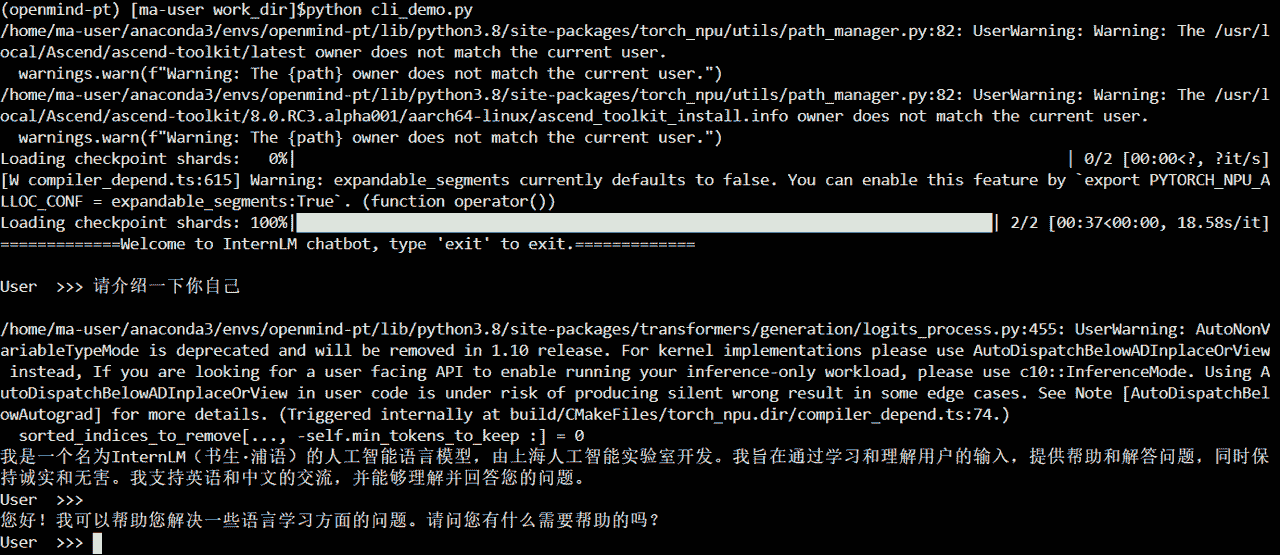 (openmind-pt) [ma-user work_dir]$python cli_demo.py
/home/ma-user/anaconda3/envs/openmind-pt/lib/python3.8/site-packages/torch_npu/utils/path_manager.py:82: UserWarning: Warning: The /usr/l
ocal/Ascend/ascend-toolkit/latest owner does not match the current user.
  warnings.warn(f"Warning: The {path} owner does not match the current user.")
/home/ma-user/anaconda3/envs/openmind-pt/lib/python3.8/site-packages/torch_npu/utils/path_manager.py:82: UserWarning: Warning: The /usr/l
ocal/Ascend/ascend-toolkit/8.0.RC3.alpha001/aarch64-linux/ascend_toolkit_install.info owner does not match the current user.
  warnings.warn(f"Warning: The {path} owner does not match the current user.")
Loading checkpoint shards:   0%|                                                                                  | 0/2 [00:00<?, ?it/s]
[W compiler_depend.ts:615] Warning: expandable_segments currently defaults to false. You can enable this feature by `export PYTORCH_NPU_A
LLOC_CONF = expandable_segments:True`. (function operator())
Loading checkpoint shards: 100%|██████████████████████████████| 2/2 [00:37<00:00, 18.58s/it]
=============Welcome to InternLM chatbot, type 'exit' to exit.=============
User  >>> 请介绍一下你自己
/home/ma-user/anaconda3/envs/openmind-pt/lib/python3.8/site-packages/transformers/generation/logits_process.py:455: UserWarning: AutoNonV
ariableTypeMode is deprecated and will be removed in 1.10 release. For kernel implementations please use AutoDispatchBelowADInplaceOrView
 instead, If you are looking for a user facing API to enable running your inference-only workload, please use c10::InferenceMode. Using A
utoDispatchBelowADInplaceOrView in user code is under risk of producing silent wrong result in some edge cases. See Note [AutoDispatchBel
owAutograd] for more details. (Triggered internally at build/CMakeFiles/torch_npu.dir/compiler_depend.ts:74.)
  sorted_indices_to_remove[..., -self.min_tokens_to_keep :] = 0
我是一个名为InternLM（书生·浦语）的人工智能语言模型，由上海人工智能实验室开发。我旨在通过学习和理解用户的输入，提供帮助和解答问题，同时保
持诚实和无害。我支持英语和中文的交流，并能够理解并回答您的问题。
User  >>>
您好！我可以帮助您解决一些语言学习方面的问题。请问您有什么需要帮助的吗？
User  >>>